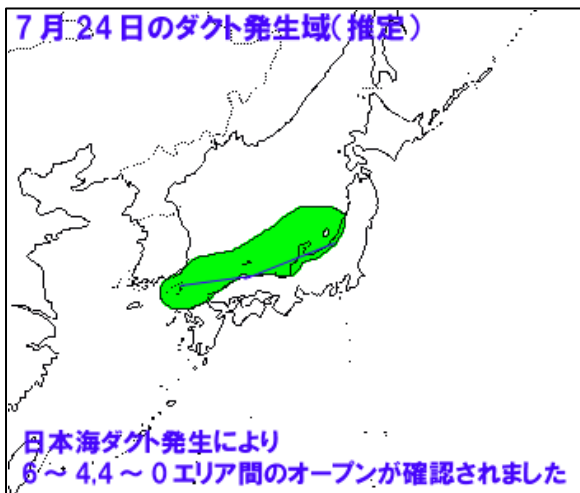 7月24日のダクト発生域(推定)
日本海ダクト発生により
6～4,4～0エリア間のオープンが確認されました